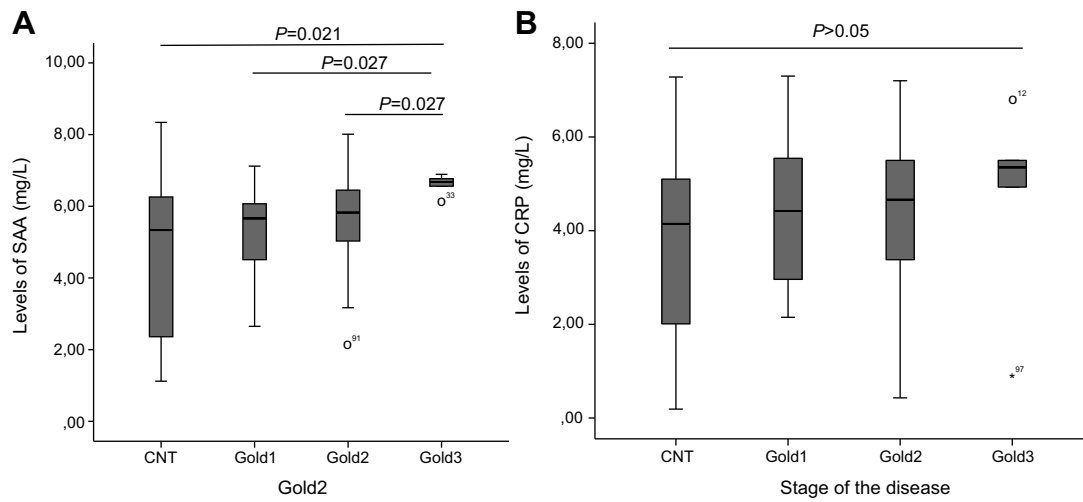 A
P=0.021
P=0.027
P=0.027
Levels of SAA (mg/L)
10,00
8,00
6,00
4,00
2,00
,00
o33
o91
CNT Gold1 Gold2 Gold3
Gold2
B
P>0.05
Levels of CRP (mg/L)
8,00
6,00
4,00
2,00
,00
o12
*97
CNT Gold1 Gold2 Gold3
Stage of the disease